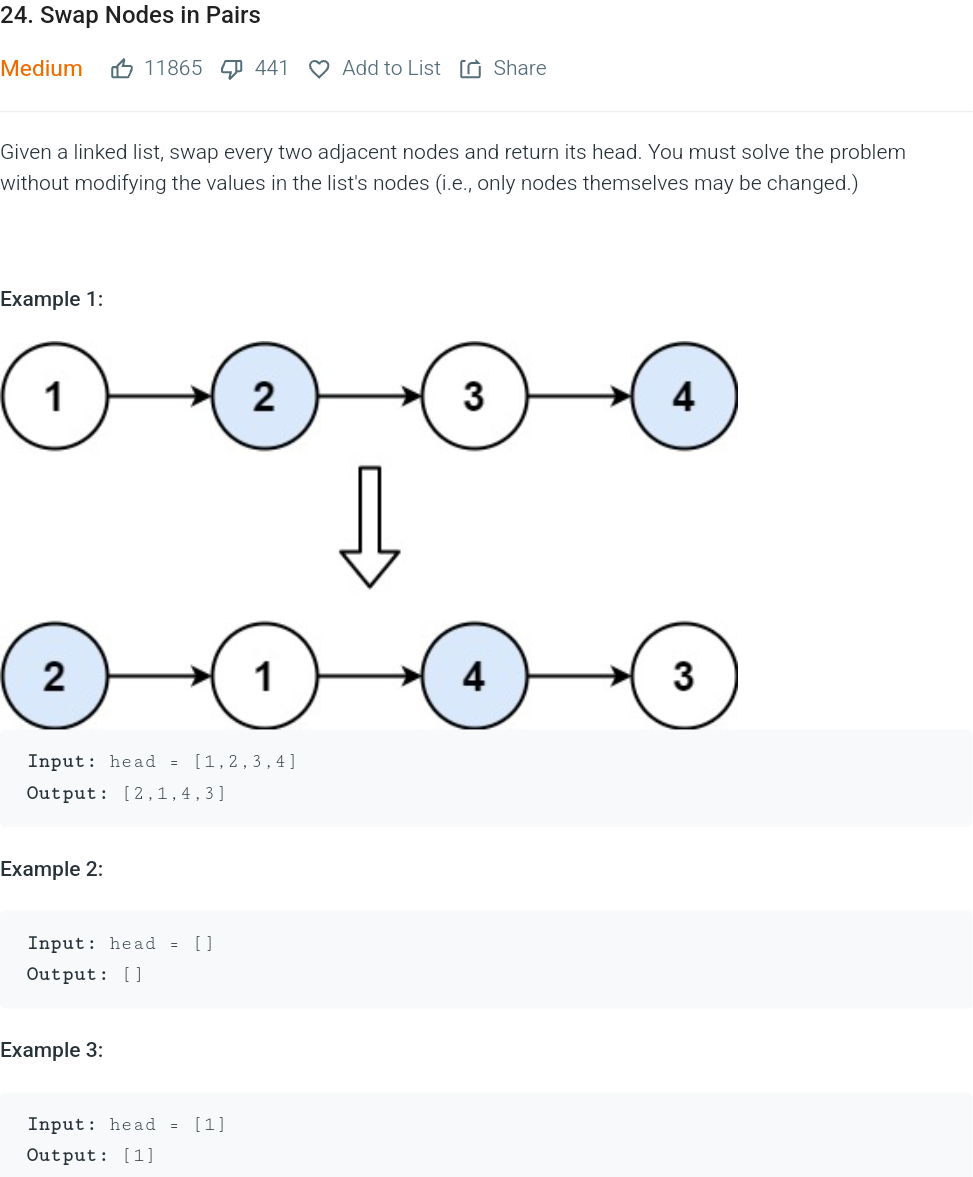 24. Swap Nodes in Pairs
Medium 11865 441 Add to List Share
Given a linked list, swap every two adjacent nodes and return its head. You must solve the problem
without modifying the values in the list's nodes (i.e., only nodes themselves may be changed.)
Example 1:
1 2 3 4
2 1 4 3
Input: head = [1,2,3,4]
Output: [2,1,4,3]
Example 2:
Input: head = []
Output: []
Example 3:
Input: head = [1]
Output: [1]